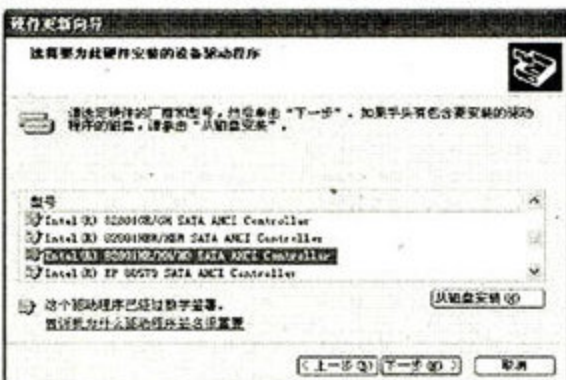 硬件更新向导
选择要为此硬件安装的设备驱动程序
请选定硬件的厂商和型号，然后单击“下一步”。如果手头有包含要安装的驱动
程序的磁盘，请单击“从磁盘安装”。
型号
Intel(R) SATA AHCI Controller
Intel(R) SATA AHCI Controller
Intel(R) SATA AHCI Controller
Intel(R) EP 80579 SATA AHCI Controller
这个驱动程序已经过数字签署。
告诉我为什么驱动程序签名很重要
从磁盘安装(H)
<上一步(B) 下一步(N)> 取消